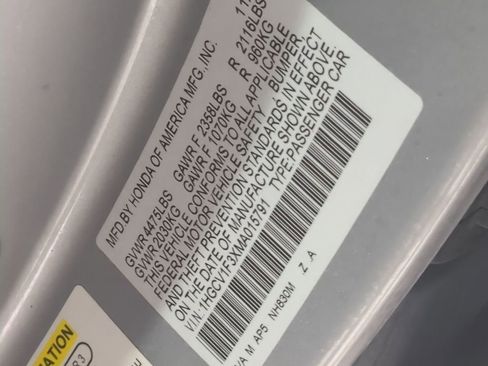 MFD BY HONDA OF AMERICA MFG., INC. 11
GVWR 4475LBS GAWR F 2358LBS R 2116LBS
GVWR 2030KG GAWR F 1070KG R 960KG
THIS VEHICLE CONFORMS TO ALL APPLICABLE
FEDERAL MOTOR VEHICLE SAFETY BUMPER,
AND THEFT PREVENTION STANDARDS IN EFFECT
ON THE DATE OF MANUFACTURE SHOWN ABOVE.
V I N: 1HGCV1F3XMA015791 TYPE:PASSENGER CAR
/A M AP5 NH830M Z A
R3